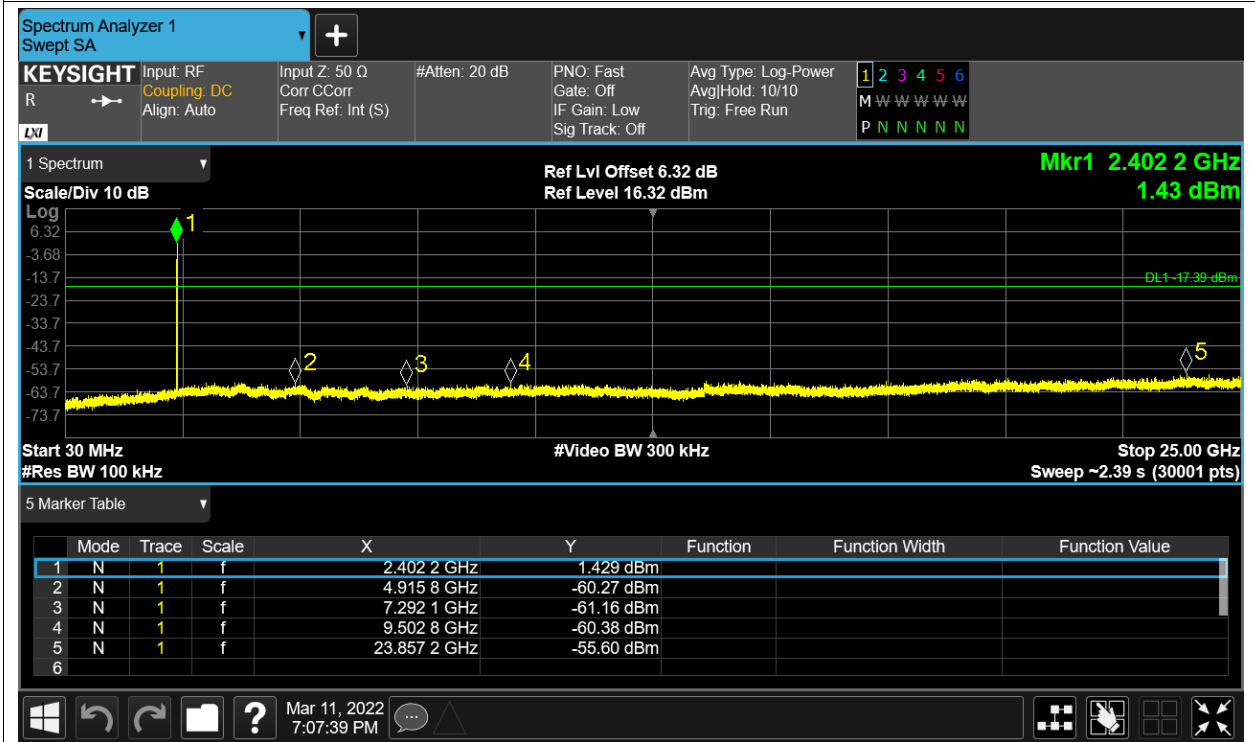 Spectrum Analyzer 1
Swept SA
+
KEYSIGHT Input: RF Input Z: 50 Ω #Atten: 20 dB PNO: Fast Avg Type: Log-Power 1 2 3 4 5 6
R Coupling: DC Corr CCorr Gate: Off Avg|Hold: 10/10 M W W W W W
Align: Auto Freq Ref: Int (S) IF Gain: Low Trig: Free Run
LXI Sig Track: Off P N N N N N
1 Spectrum Ref Lvl Offset 6.32 dB Mkr1 2.402 2 GHz
Scale/Div 10 dB Ref Level 16.32 dBm 1.43 dBm
Log
1
6.32
-3.68
-13.7 DL1 -17.39 dBm
-23.7
-33.7
-43.7
2 3 4 5
-53.7
-63.7
-73.7
Start 30 MHz #Video BW 300 kHz Stop 25.00 GHz
#Res BW 100 kHz Sweep ~2.39 s (30001 pts)
5 Marker Table
Mode Trace Scale X Y Function Function Width Function Value
1 N 1 f 2.402 2 GHz 1.429 dBm
2 N 1 f 4.915 8 GHz -60.27 dBm
3 N 1 f 7.292 1 GHz -61.16 dBm
4 N 1 f 9.502 8 GHz -60.38 dBm
5 N 1 f 23.857 2 GHz -55.60 dBm
6
? Mar 11, 2022
7:07:39 PM